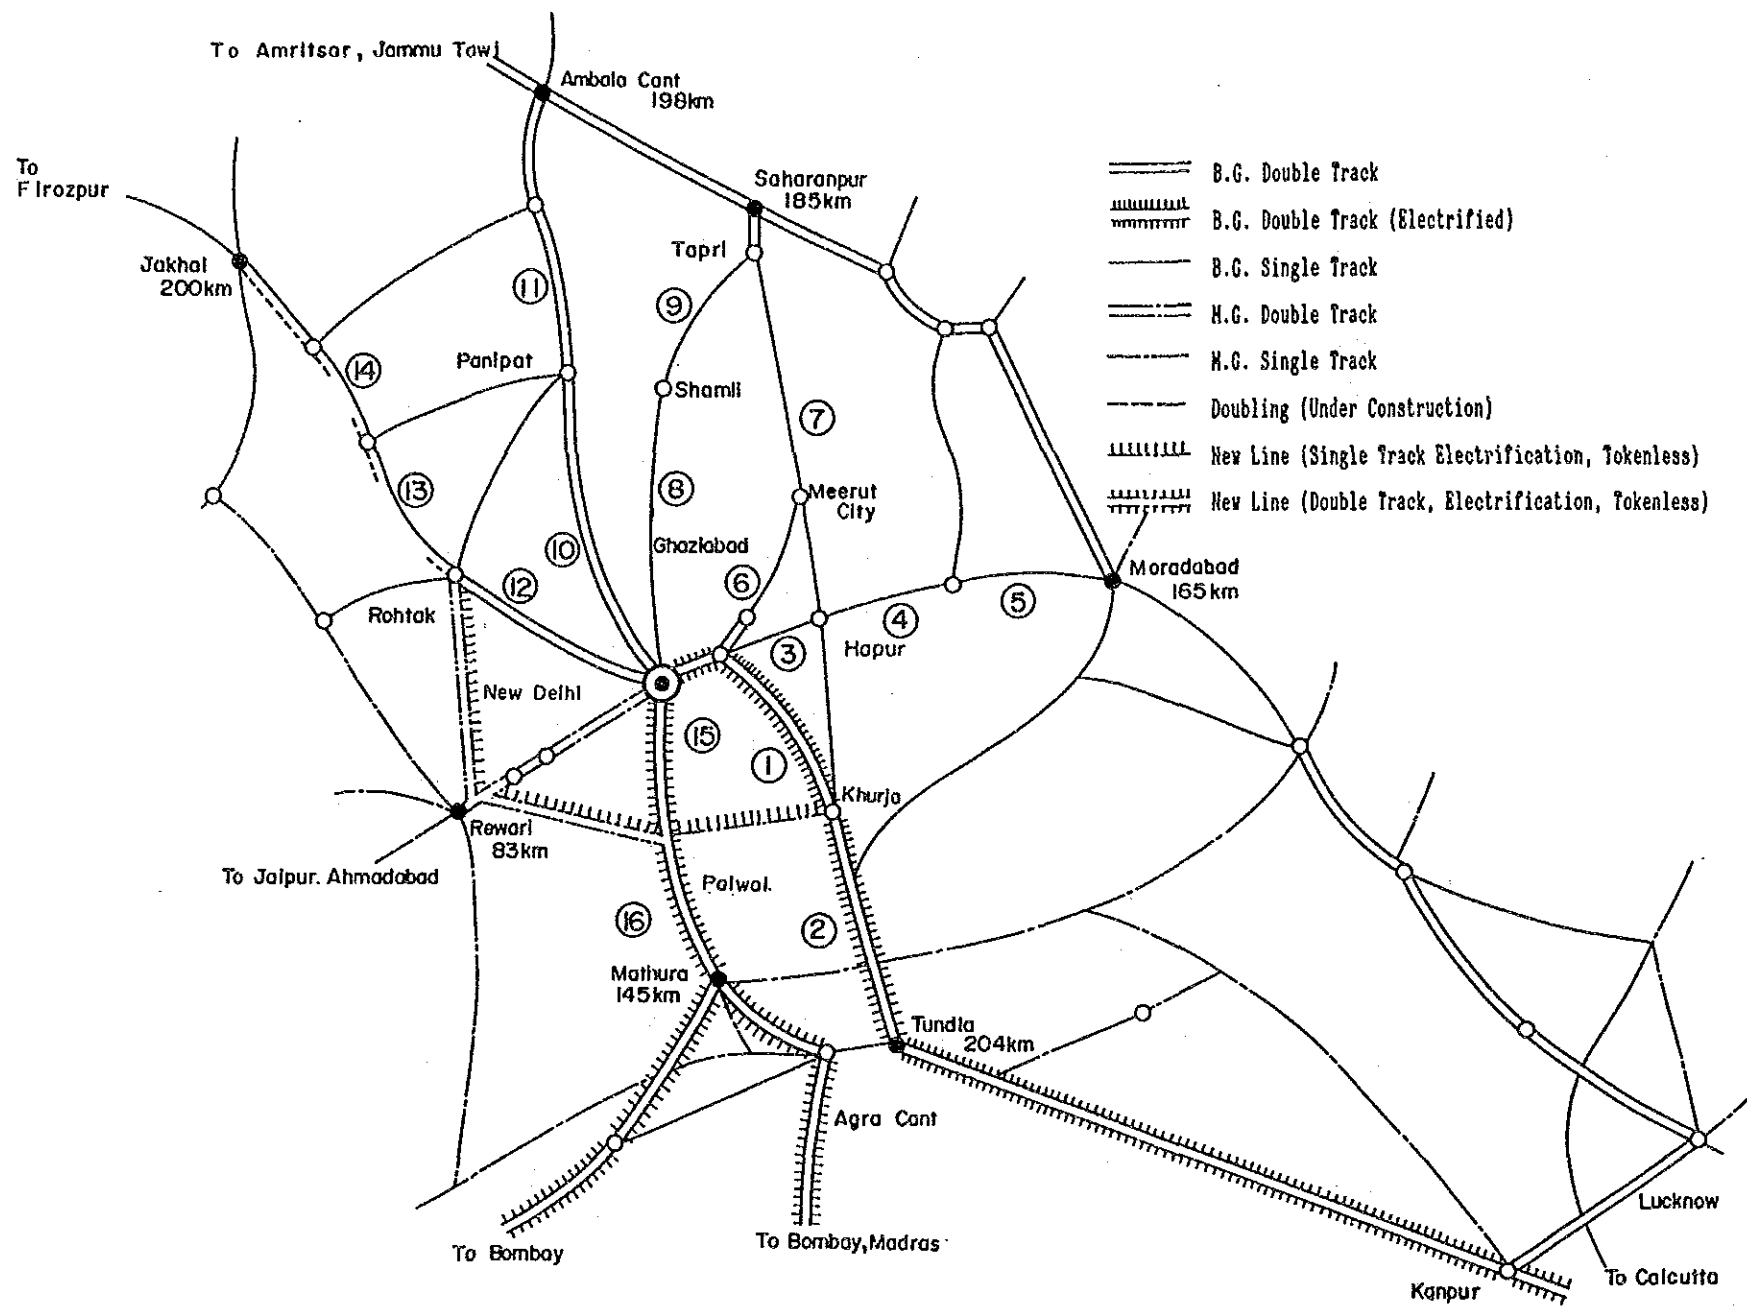 To Amritsar, Jammu Tawi
Ambala Cant
198km
To
Firozpur
Saharanpur
185km
Tapri
Jakhal
200km
B.G. Double Track
B.G. Double Track (Electrified)
B.G. Single Track
M.G. Double Track
M.G. Single Track
Doubling (Under Construction)
New Line (Single Track Electrification, Tokenless)
New Line (Double Track, Electrification, Tokenless)
11
9
14
Panipat
Shamli
7
13
8
Meerut
City
10
Ghaziabad
6
12
Moradabad
165km
5
Rohtak
4
3
Hapur
New Delhi
15
1
Khurja
Rewari
83km
To Jaipur. Ahmadabad
Palwal.
16
2
Mathura
145km
Tundla
204km
Agra Cant
Lucknow
To Bombay
To Bombay, Madras
Kanpur
To Calcutta